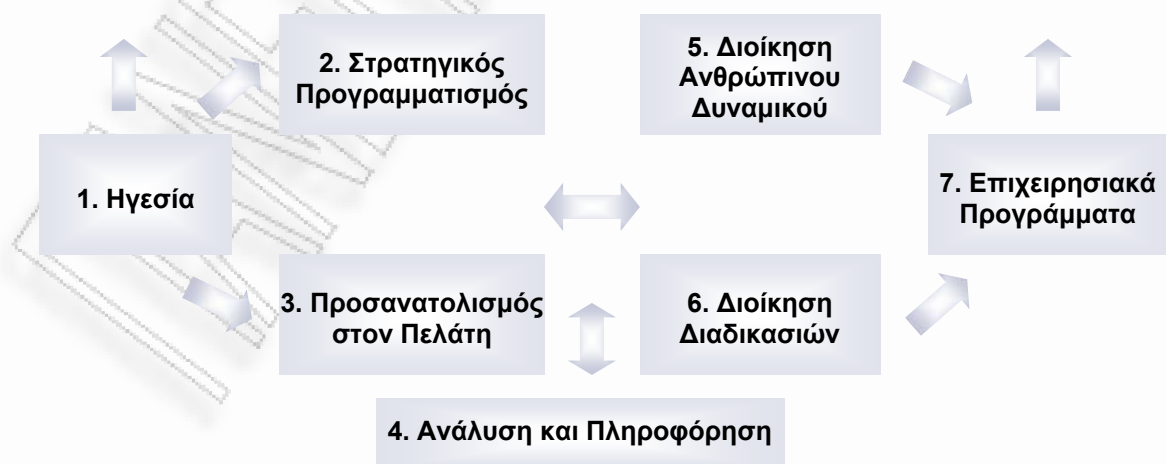 1. Ηγεσία
2. Στρατηγικός
Προγραμματισμός
3. Προσανατολισμός
στον Πελάτη
4. Ανάλυση και Πληροφόρηση
5. Διοίκηση
Ανθρώπινου
Δυναμικού
6. Διοίκηση
Διαδικασιών
7. Επιχειρησιακά
Προγράμματα